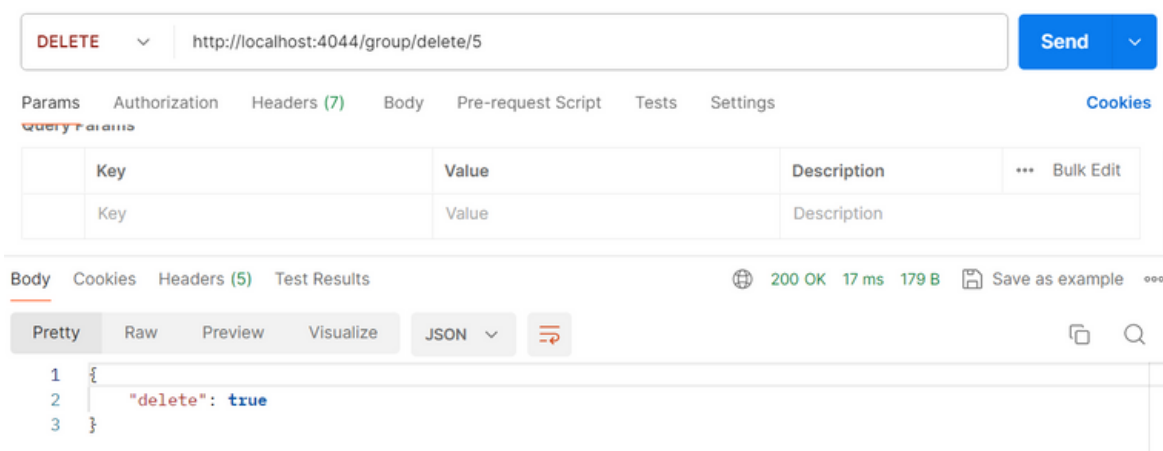 DELETE http://localhost:4044/group/delete/5 Send
Params Authorization Headers (7) Body Pre-request Script Tests Settings Cookies
Query Params
Key Value Description ••• Bulk Edit
Key Value Description
Body Cookies Headers (5) Test Results 200 OK 17 ms 179 B Save as example
Pretty Raw Preview Visualize JSON
1 {
2 "delete": true
3 }